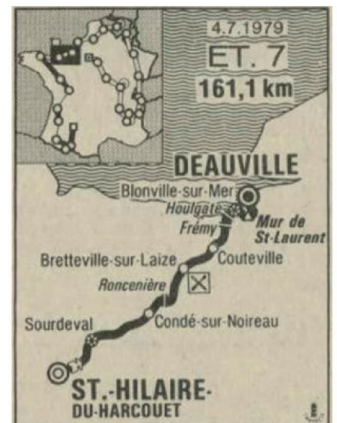 4.7.1979
ET. 7
161,1 km
DEAUVILLE
Blonville-sur-Mer
Houlgate
Frémy
Mur de
St-Laurent
Bretteville-sur-Laize
Couteville
Roncenière
Sourdeval
Condé-sur-Noireau
ST.-HILAIRE-
DU-HARCOUET